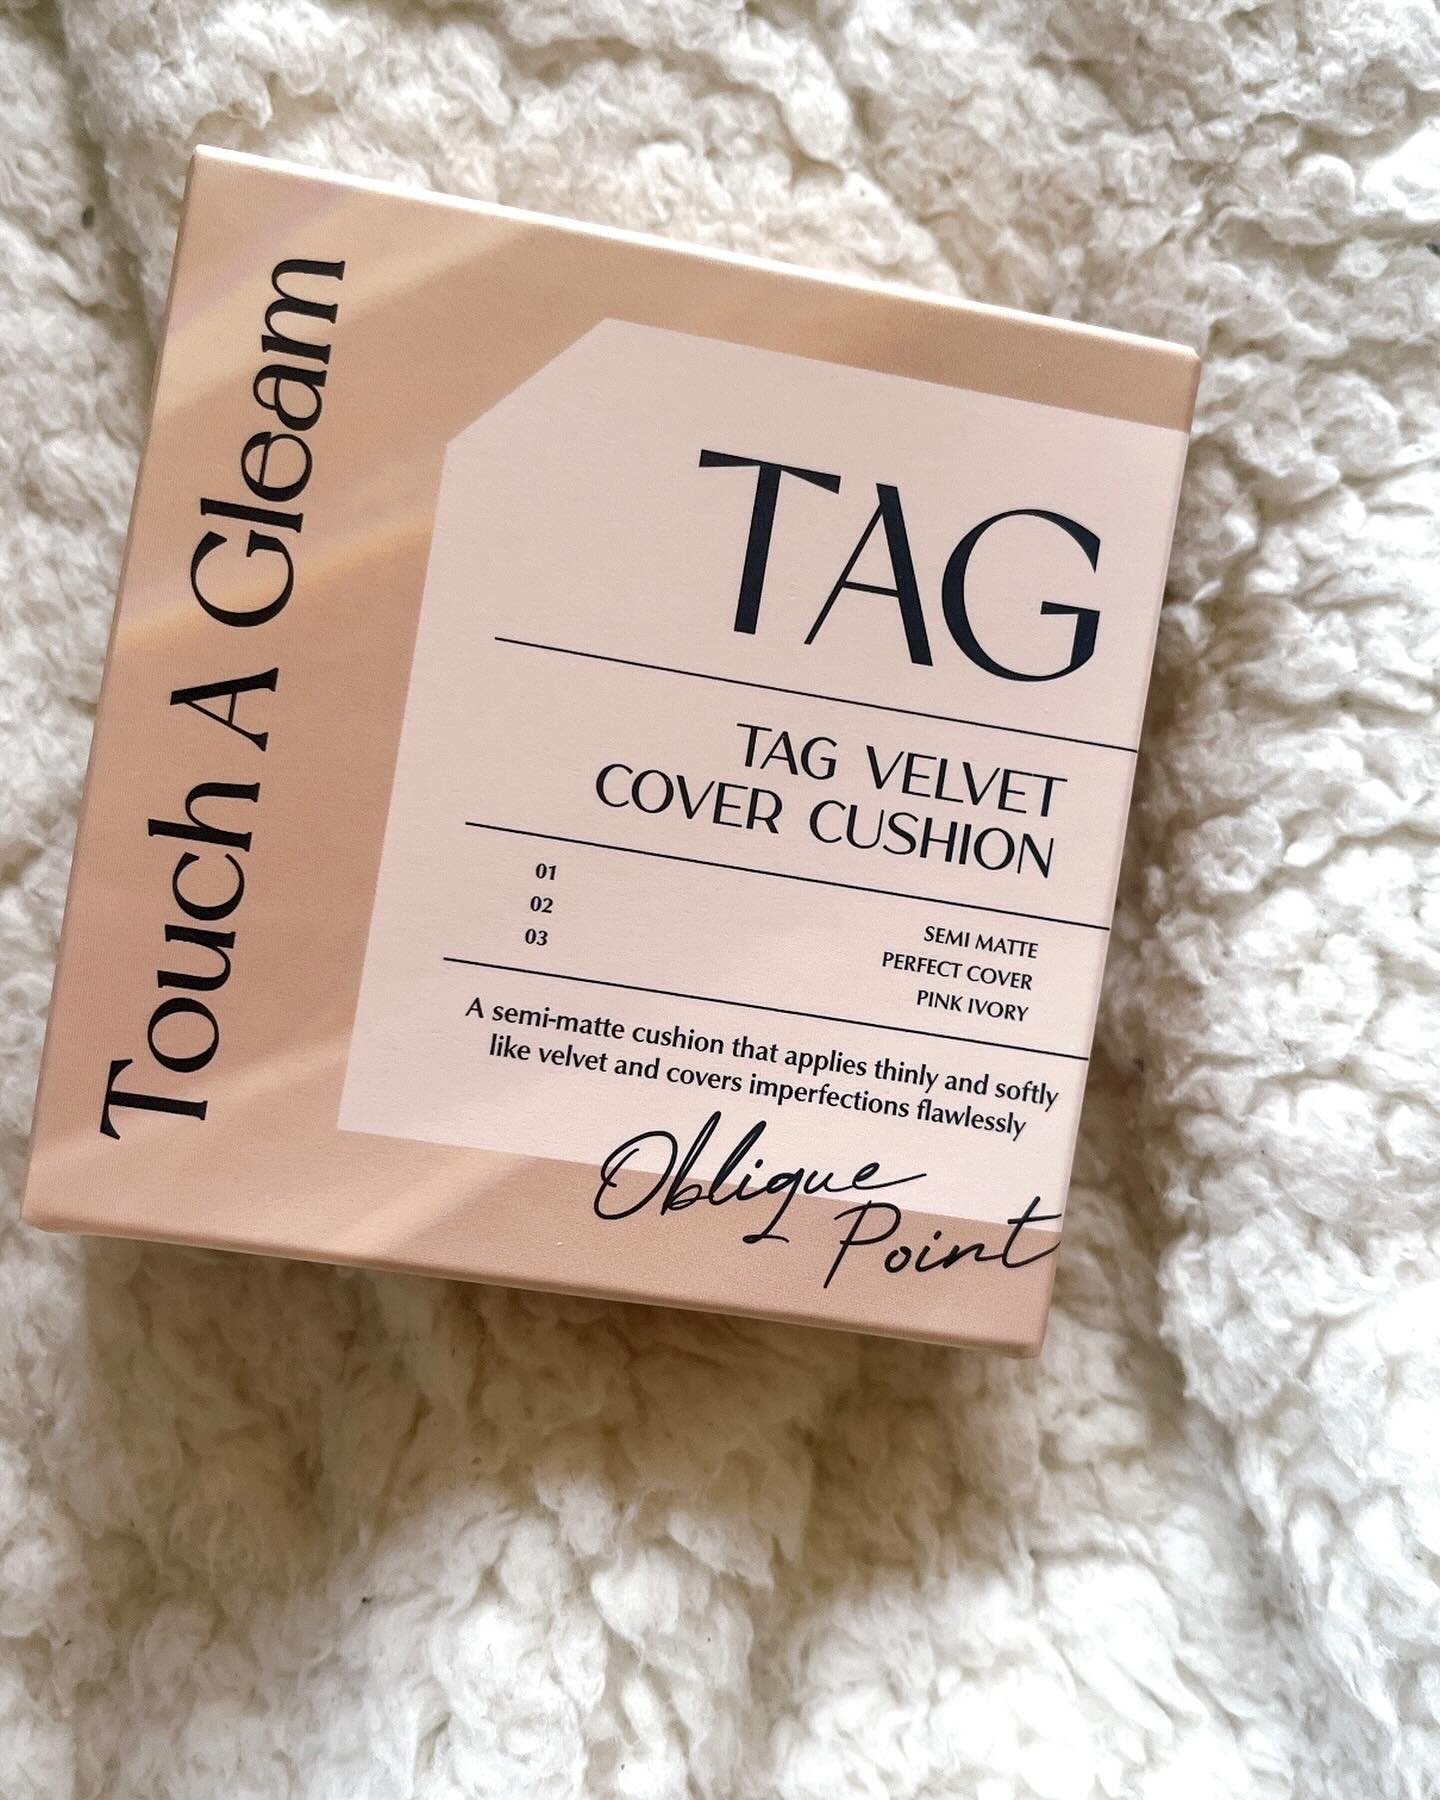 Touch A Gleam
TAG
TAG VELVET
COVER CUSHION
01
02
03
SEMI MATTE
PERFECT COVER
PINK IVORY
A semi-matte cushion that applies thinly and softly
like velvet and covers imperfections flawlessly
Oblique
Point